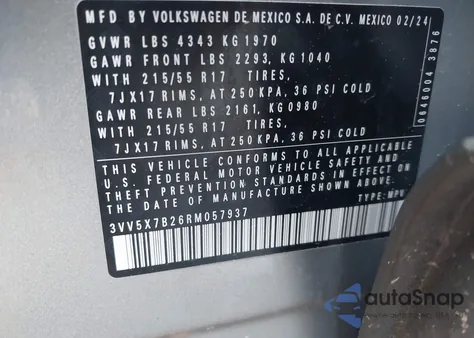 MFD BY VOLKSWAGEN DE MEXICO S.A. DE C.V. MEXICO 02/24
GVWR LBS 4343 KG 1970
GAWR FRONT LBS 2293, KG 1040
WITH 215/55 R17 TIRES,
7JX17 RIMS, AT 250 KPA, 36 PSI COLD
GAWR REAR LBS 2161, KG 0980
WITH 215/55 R17 TIRES,
7JX17 RIMS, AT 250 KPA, 36 PSI COLD
THIS VEHICLE CONFORMS TO ALL APPLICABLE
U.S. FEDERAL MOTOR VEHICLE SAFETY AND
THEFT PREVENTION STANDARDS IN EFFECT ON
THE DATE OF MANUFACTURE SHOWN ABOVE.
3VV5X7B26RM057937 TYPE: MPV
0646004 3876
autoSnap